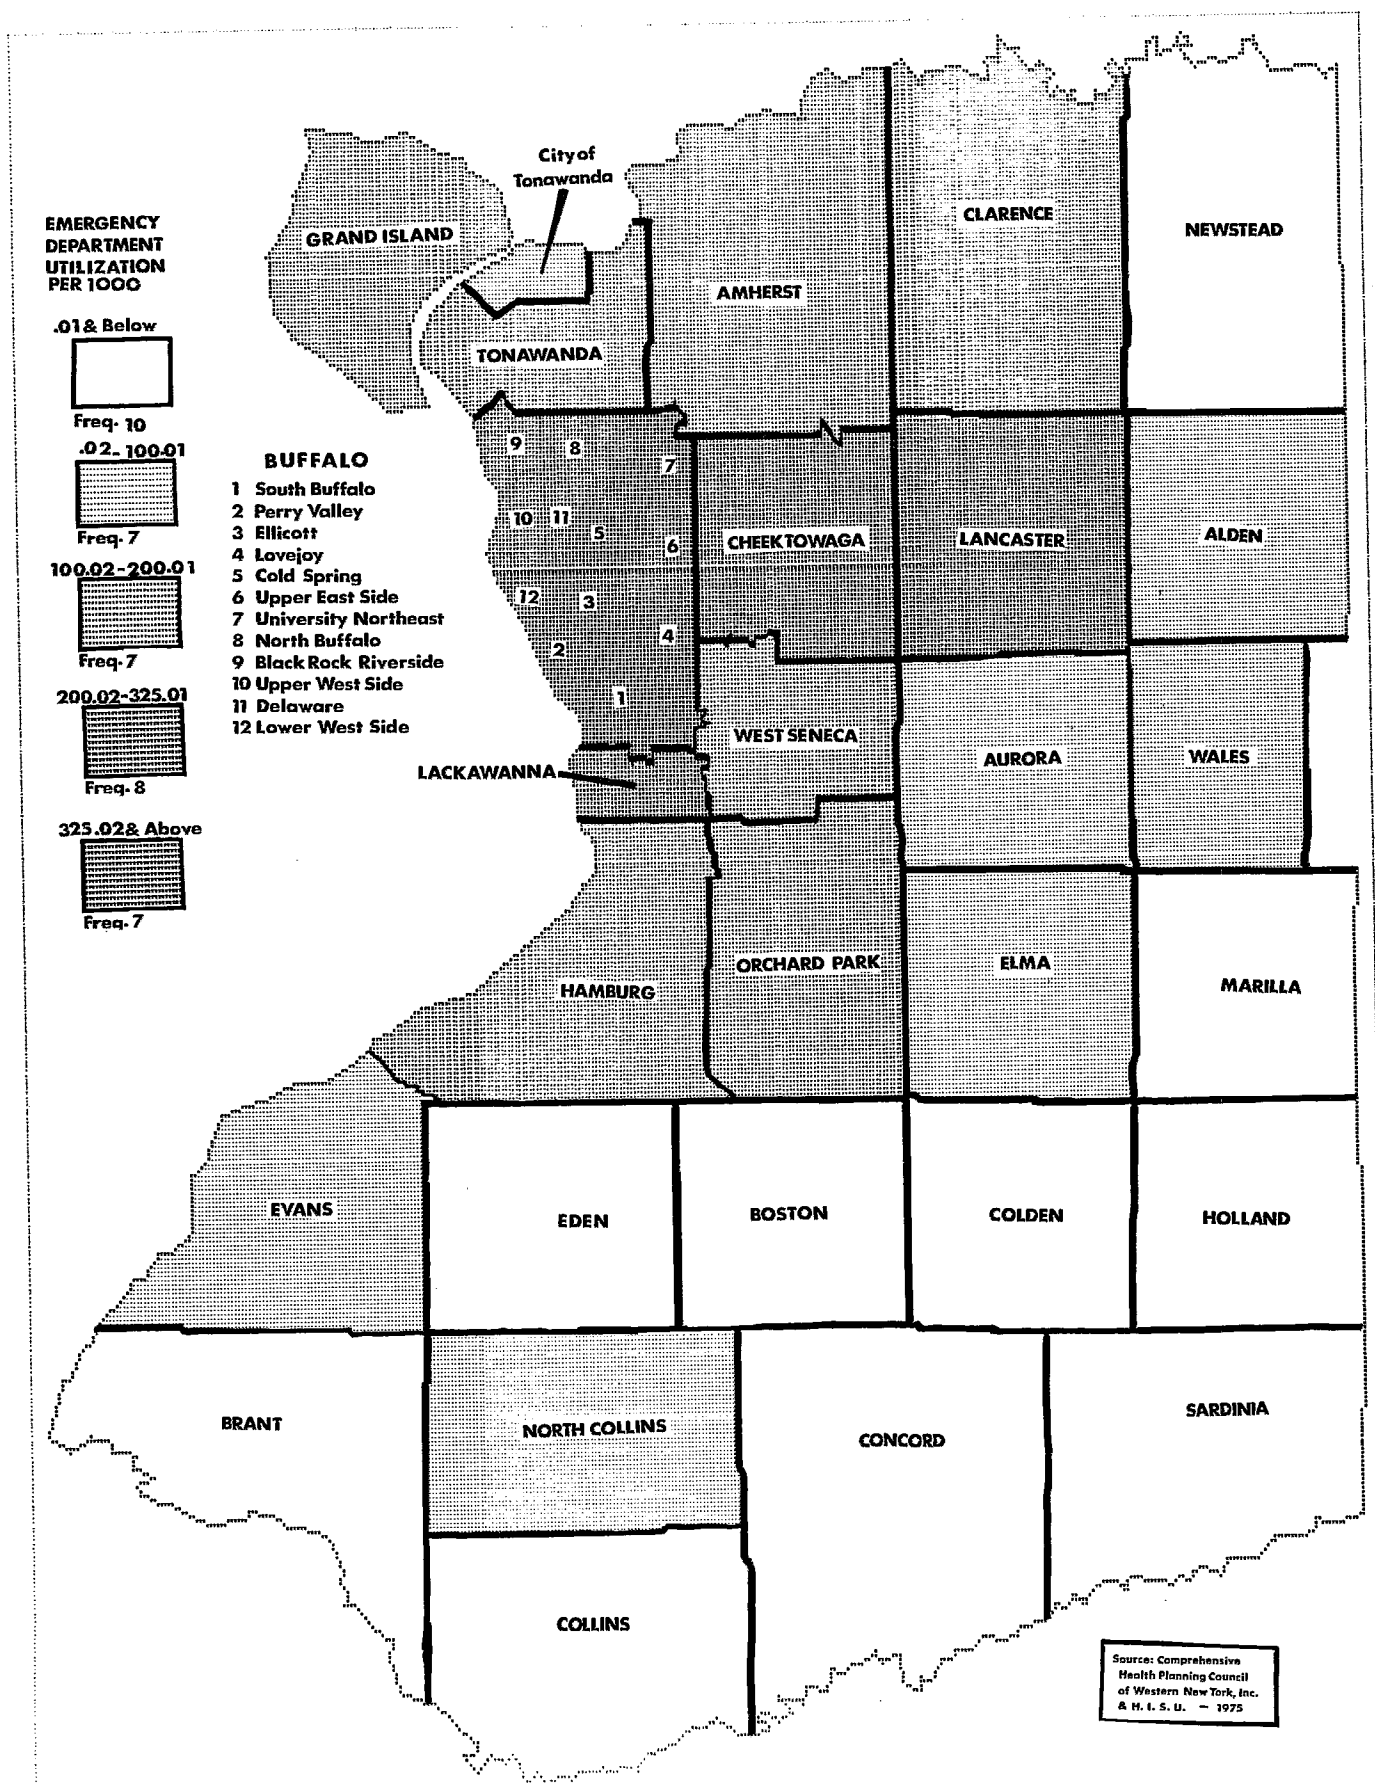 City of
Tonawanda
EMERGENCY
DEPARTMENT
UTILIZATION
PER 1000
.01& Below
Freq. 10
.02-100.01
Freq. 7
100.02-200.01
Freq. 7
200.02-325.01
Freq. 8
325.02& Above
Freq. 7
BUFFALO
1 South Buffalo
2 Perry Valley
3 Ellicott
4 Lovejoy
5 Cold Spring
6 Upper East Side
7 University Northeast
8 North Buffalo
9 Black Rock Riverside
10 Upper West Side
11 Delaware
12 Lower West Side
GRAND ISLAND
CLARENCE
NEWSTEAD
AMHERST
TONAWANDA
9
8
7
10
11
5
6
12
3
2
4
1
CHEEKTOWAGA
LANCASTER
ALDEN
WEST SENECA
AURORA
WALES
LACKAWANNA
HAMBURG
ORCHARD PARK
ELMA
MARILLA
EVANS
EDEN
BOSTON
COLDEN
HOLLAND
BRANT
NORTH COLLINS
CONCORD
SARDINIA
COLLINS
Source: Comprehensive
Health Planning Council
of Western New York, Inc.
& H. I. S. U. — 1975